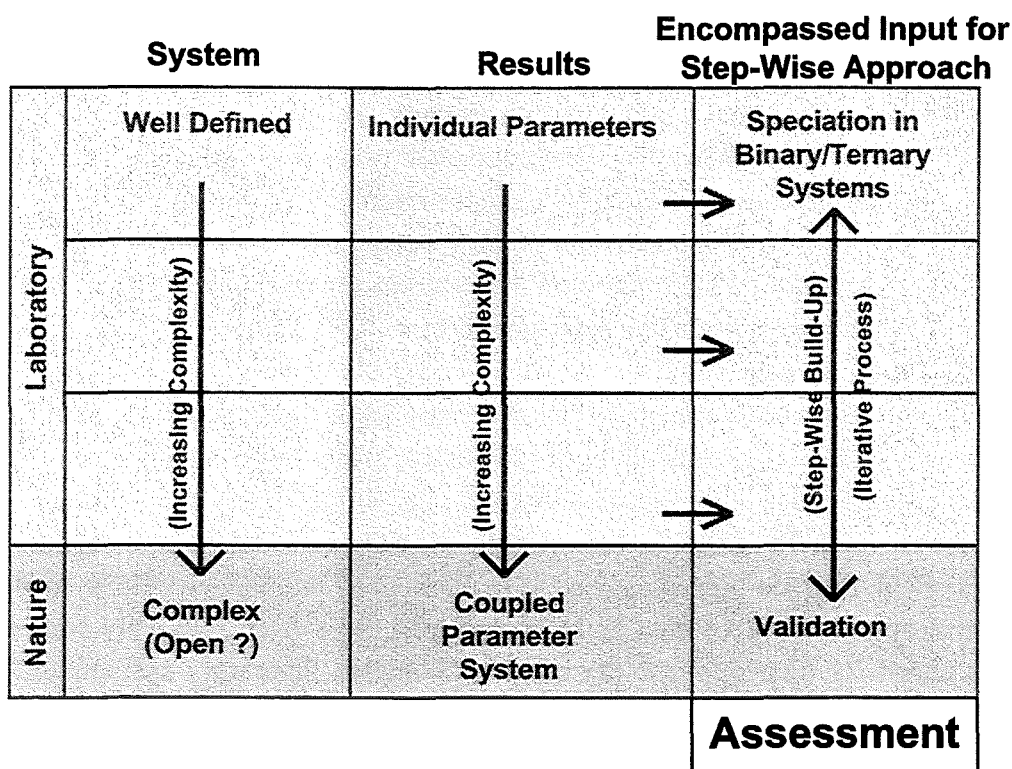 System
Results
Encompassed Input for
Step-Wise Approach
Laboratory
Well Defined
Individual Parameters
Speciation in
Binary/Ternary
Systems
(Increasing Complexity)
(Increasing Complexity)
(Step-Wise Build-Up)
(Iterative Process)
Nature
Complex
(Open ?)
Coupled
Parameter
System
Validation
Assessment